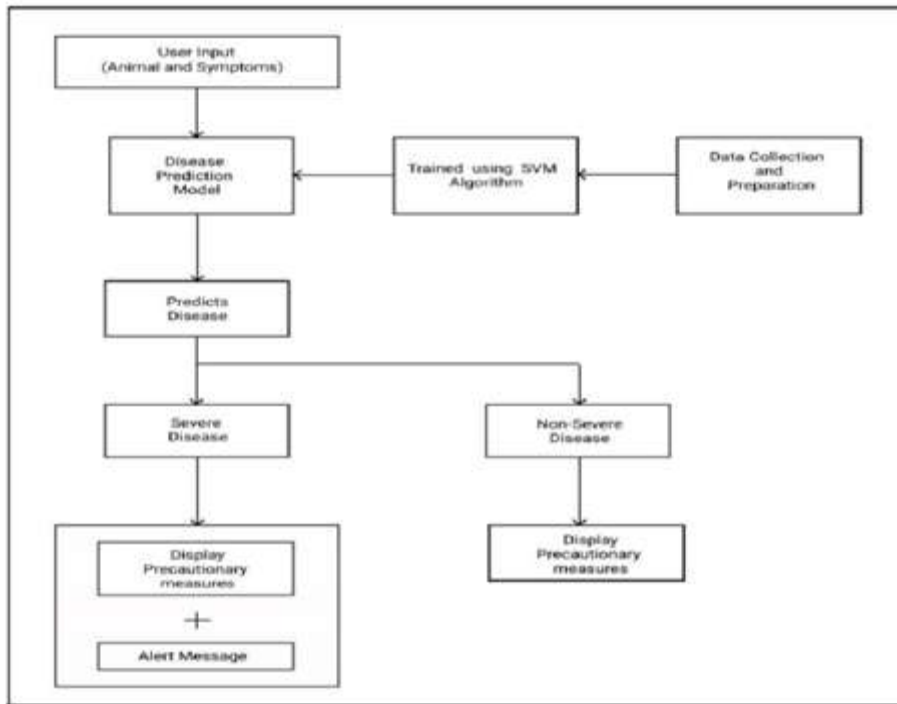 User Input
(Animal and Symptoms)
Disease
Prediction
Model
Trained using SVM
Algorithm
Data Collection
and
Preparation
Predicts
Disease
Severe
Disease
Non-Severe
Disease
Display
Precautionary
measures
+
Alert Message
Display
Precautionary
measures